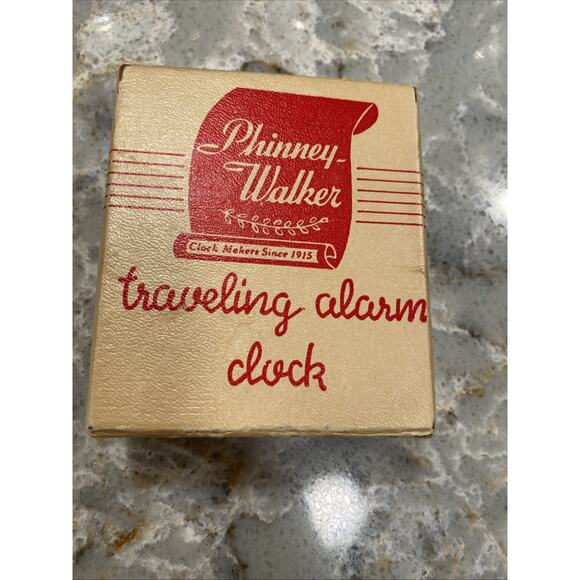 Phinney-
Walker
Clock Makers Since 1915
traveling alarm
clock